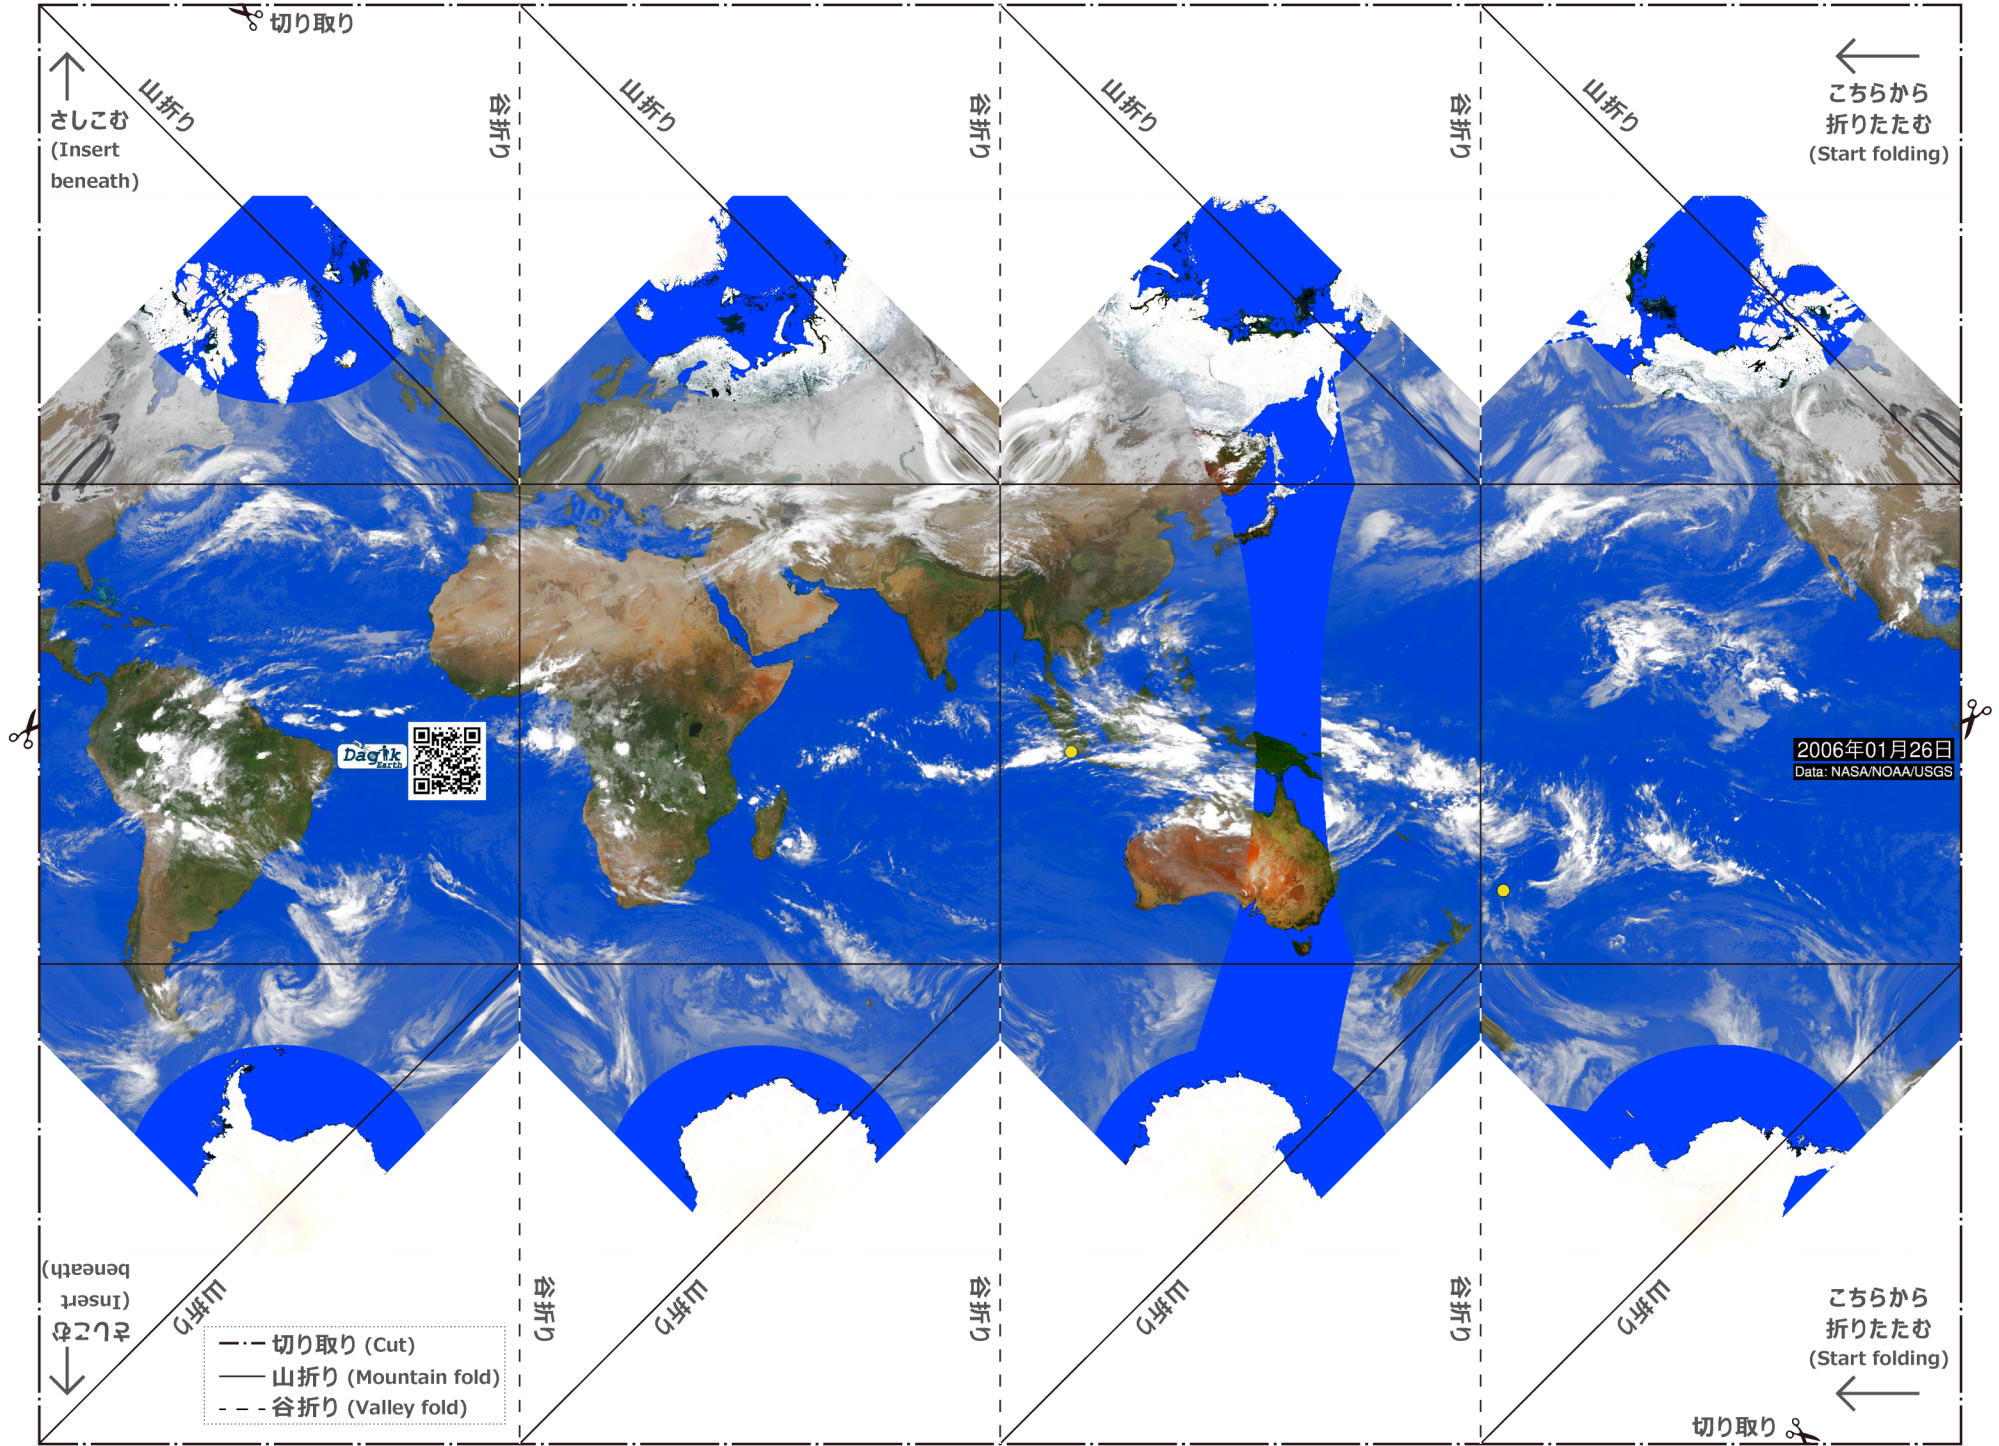 切り取り
さしこむ
(Insert
beneath)
山折り
谷折り
山折り
谷折り
山折り
谷折り
山折り
こちらから
折りたたむ
(Start folding)
Dagik
Earth
2006年01月26日
Data: NASA/NOAA/USGS
さしこむ
(Insert
beneath)
山折り
谷折り
山折り
谷折り
山折り
谷折り
山折り
こちらから
折りたたむ
(Start folding)
切り取り (Cut)
山折り (Mountain fold)
谷折り (Valley fold)
切り取り